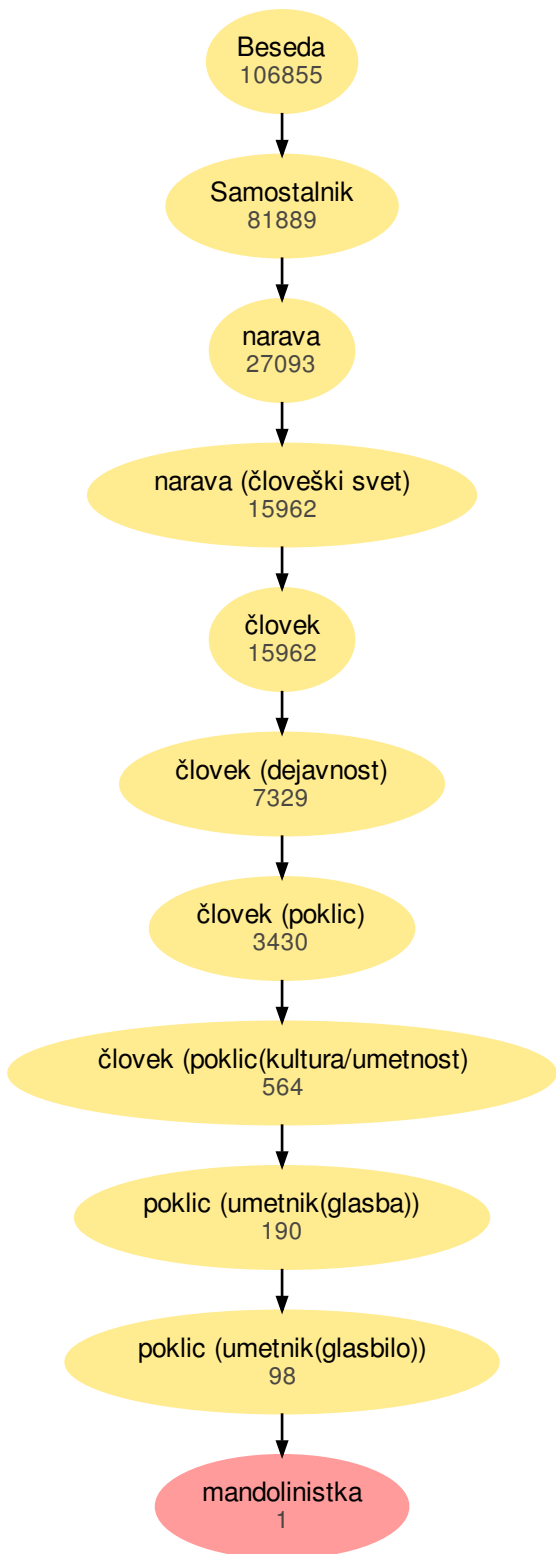 Beseda
106855
Samostalnik
81889
narava
27093
narava (človeški svet)
15962
človek
15962
človek (dejavnost)
7329
človek (poklic)
3430
človek (poklic(kultura/umetnost)
564
poklic (umetnik(glasba))
190
poklic (umetnik(glasbilo))
98
mandolinistka
1